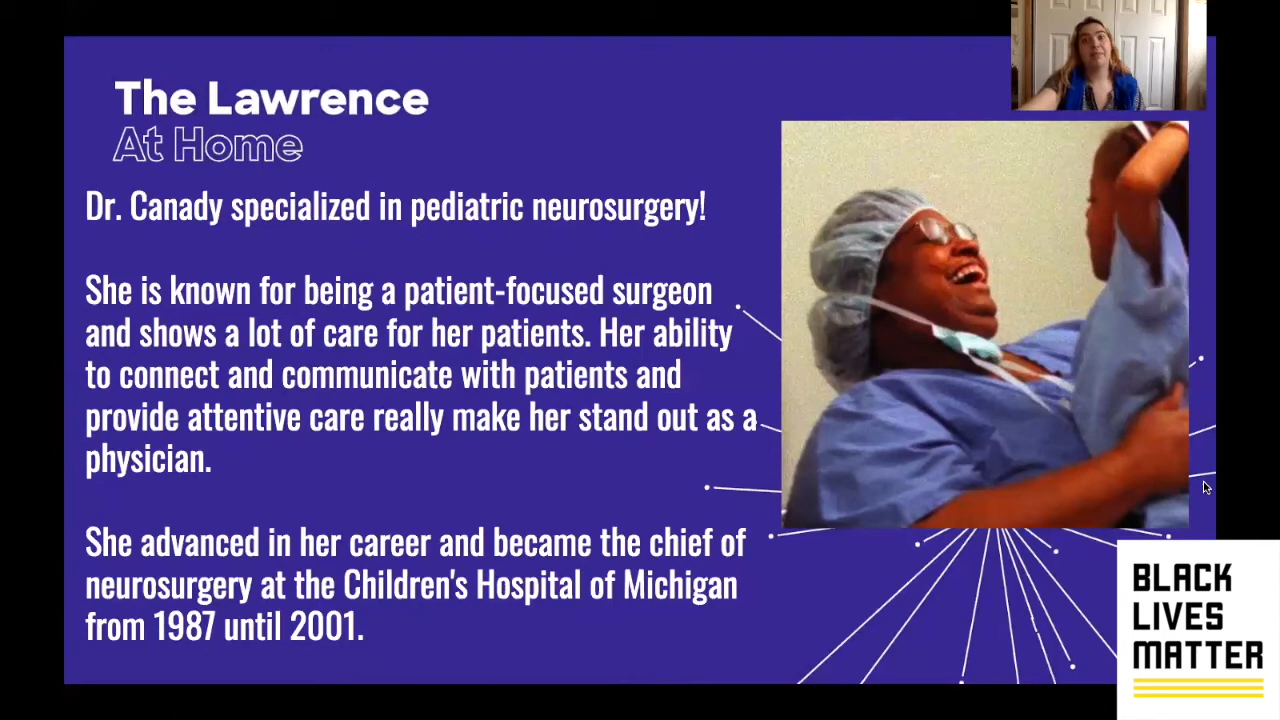 The Lawrence
At Home
Dr. Canady specialized in pediatric neurosurgery!
She is known for being a patient-focused surgeon
and shows a lot of care for her patients. Her ability
to connect and communicate with patients and
provide attentive care really make her stand out as a
physician.
She advanced in her career and became the chief of
neurosurgery at the Children's Hospital of Michigan
from 1987 until 2001.
BLACK
LIVES
MATTER